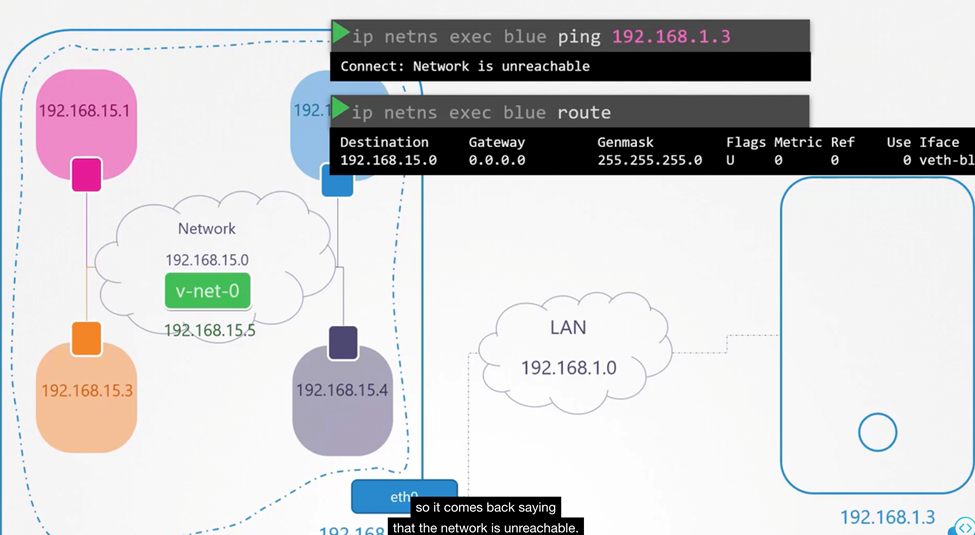 ip netns exec blue ping 192.168.1.3
Connect: Network is unreachable
ip netns exec blue route
Destination Gateway Genmask Flags Metric Ref Use Iface
192.168.15.0 0.0.0.0 255.255.255.0 U 0 0 0 veth-bl
192.168.15.1
192.1
Network
192.168.15.0
v-net-0
192.168.15.5
192.168.15.3
192.168.15.4
LAN
192.168.1.0
eth0
192.168
192.168.1.3
so it comes back saying
that the network is unreachable.